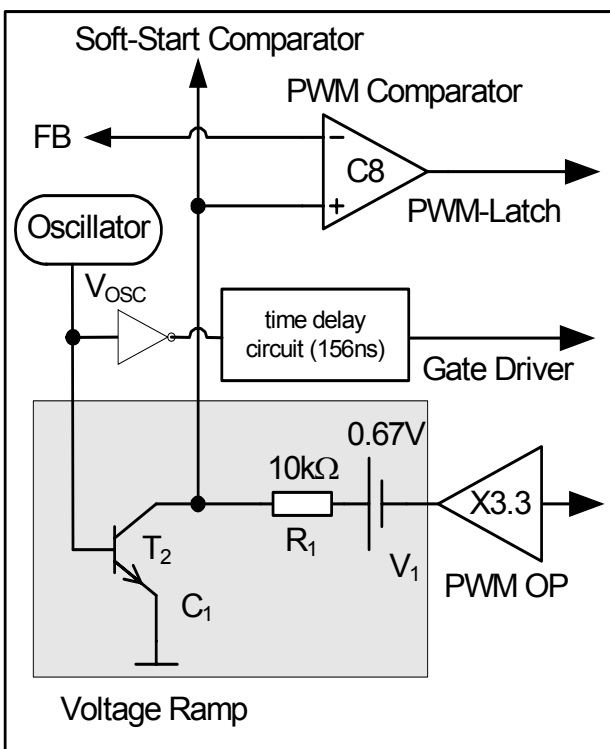 Soft-Start Comparator
PWM Comparator
FB
C8
PWM-Latch
Oscillator
VOSC
time delay
circuit (156ns)
Gate Driver
0.67V
10kΩ
X3.3
T2
R1
V1
PWM OP
C1
Voltage Ramp